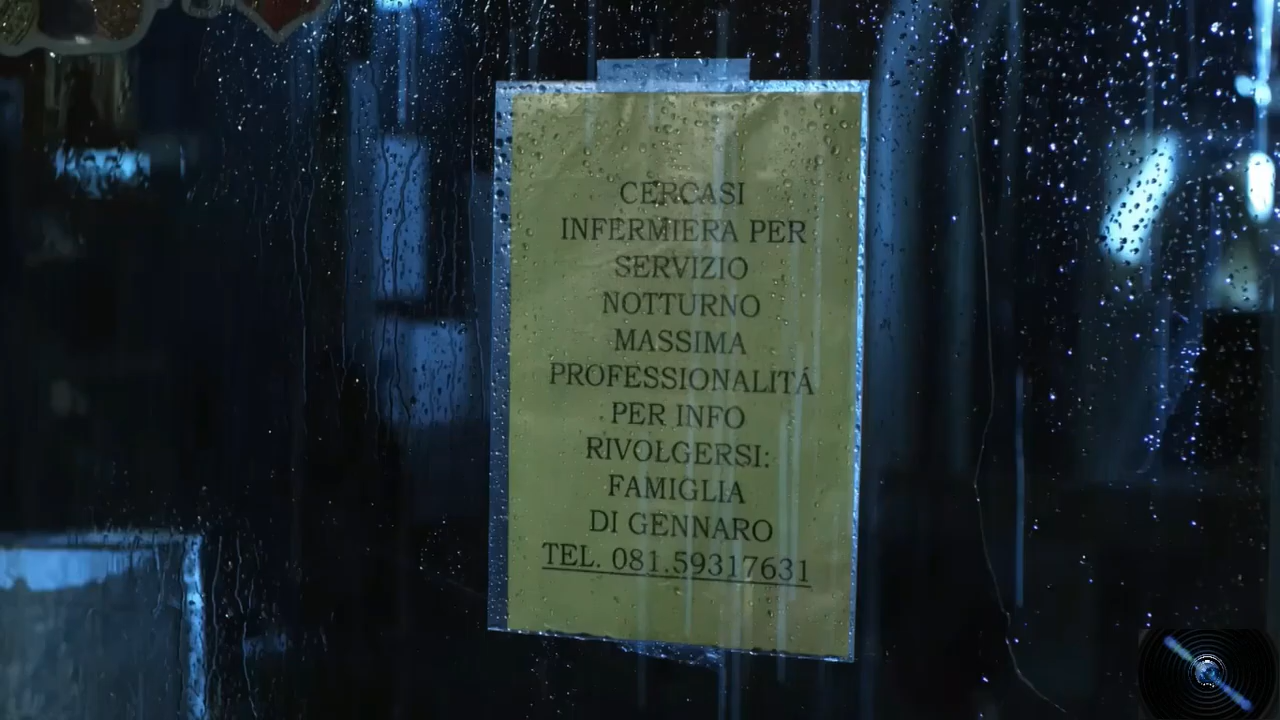 CERCASI
INFERMIERA PER
SERVIZIO
NOTTURNO
MASSIMA
PROFESSIONALITÁ
PER INFO
RIVOLGERSI:
FAMIGLIA
DI GENNARO
TEL. 081.59317631